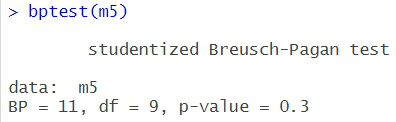 > bptest(m5)
studentized Breusch-Pagan test
data:  m5
BP = 11, df = 9, p-value = 0.3